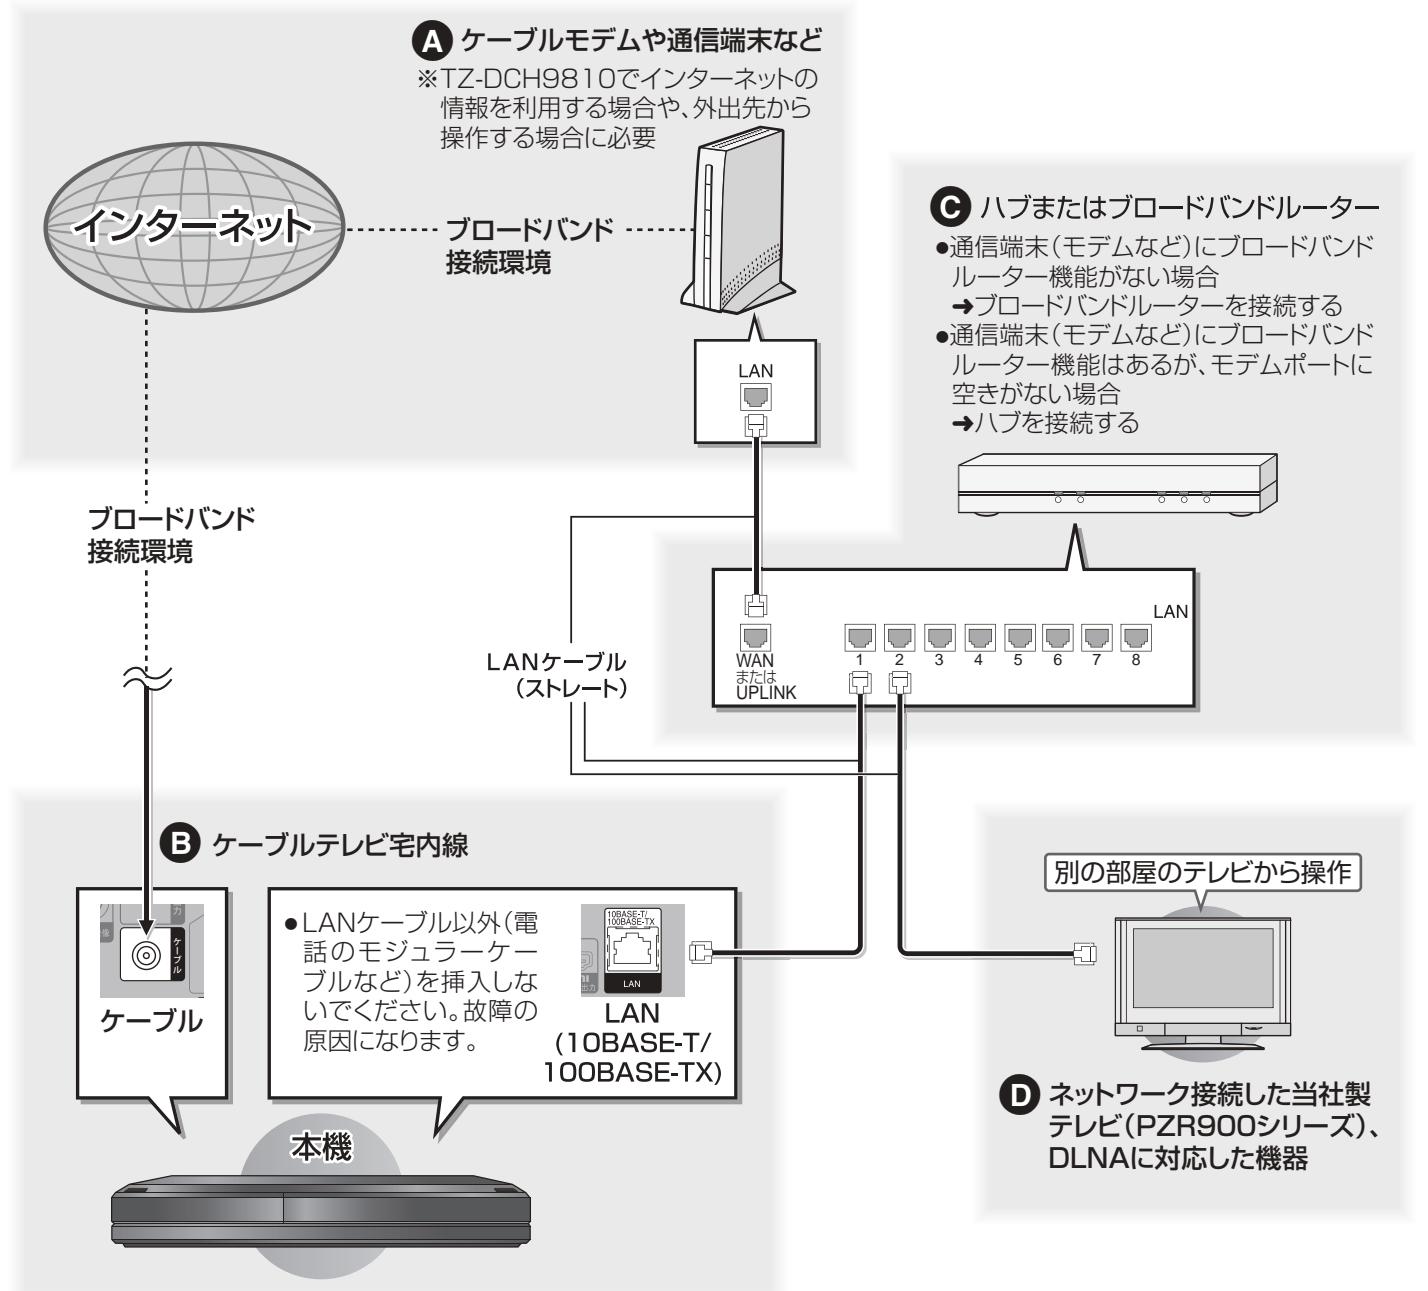 A ケーブルモデムや通信端末など
※TZ-DCH9810でインターネットの
情報を利用する場合や、外出先から
操作する場合に必要
インターネット
ブロードバンド
接続環境
LAN
C ハブまたはブロードバンドルーター
●通信端末（モデムなど）にブロードバンド
ルーター機能がない場合
➜ブロードバンドルーターを接続する
●通信端末（モデムなど）にブロードバンド
ルーター機能はあるが、モデムポートに
空きがない場合
➜ハブを接続する
ブロードバンド
接続環境
LANケーブル
（ストレート）
LAN
WAN
または
UPLINK
1 2 3 4 5 6 7 8
B ケーブルテレビ宅内線
ケーブル
ケーブル
●LANケーブル以外（電
話のモジュラーケー
ブルなど）を挿入しな
いでください。故障の
原因になります。
10BASE-T/
100BASE-TX
LAN
LAN
(10BASE-T/
100BASE-TX)
本機
別の部屋のテレビから操作
D ネットワーク接続した当社製
テレビ（PZR900シリーズ）、
DLNAに対応した機器